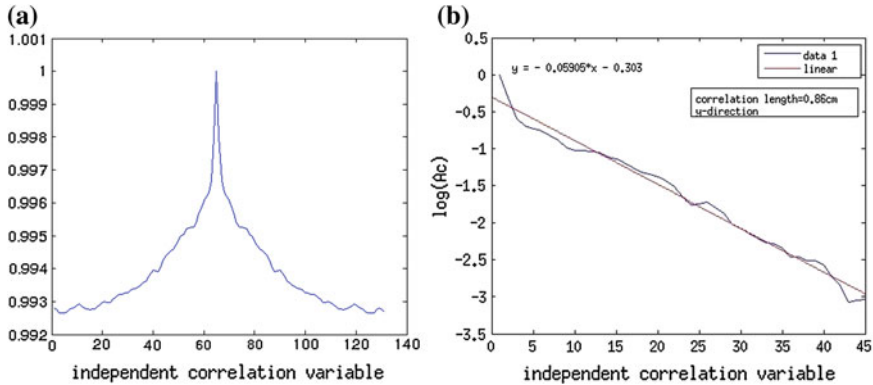 (a)
1.001
1
0.999
0.998
0.997
0.996
0.995
0.994
0.993
0.992
0 20 40 60 80 100 120 140
independent correlation variable
(b)
0.5
0
-0.5
-1
-1.5
-2
-2.5
-3
-3.5
log(Ac)
y = - 0.05905*x - 0.303
data 1
linear
correlation length=0.86cm
y-direction
0 5 10 15 20 25 30 35 40 45
independent correlation variable